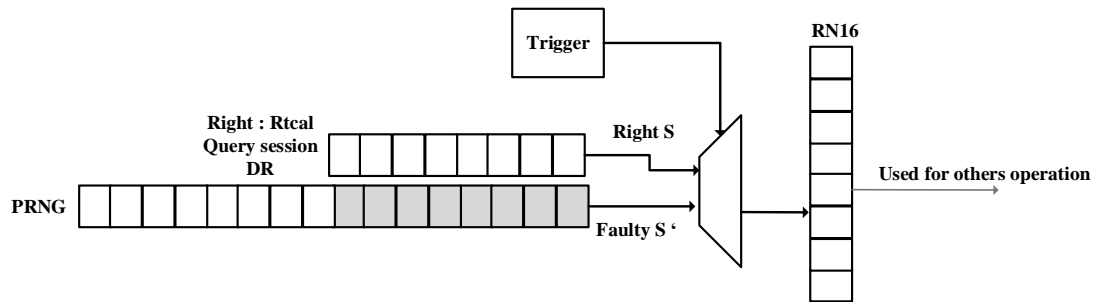 RN16
Trigger
Right : Rtcal
Query session
DR
Right S
Used for others operation
PRNG
Faulty S ‘